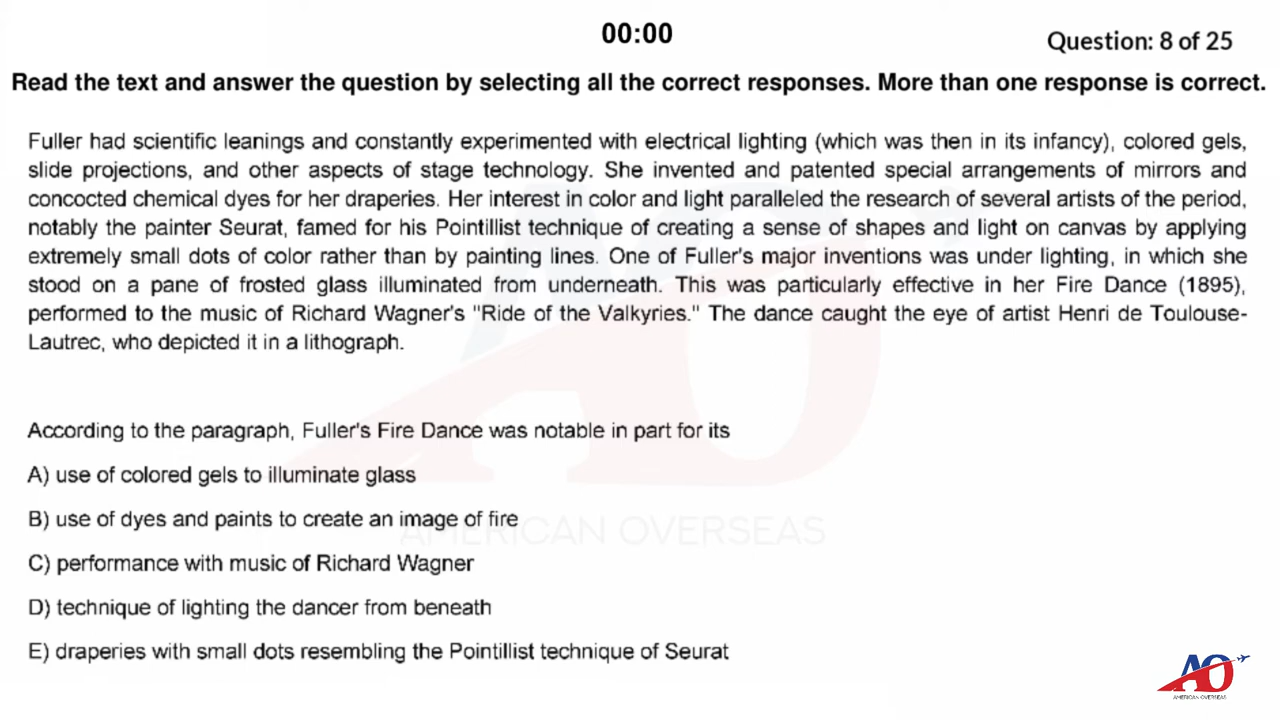 00:00
Question: 8 of 25
Read the text and answer the question by selecting all the correct responses. More than one response is correct.
Fuller had scientific leanings and constantly experimented with electrical lighting (which was then in its infancy), colored gels,
slide projections, and other aspects of stage technology. She invented and patented special arrangements of mirrors and
concocted chemical dyes for her draperies. Her interest in color and light paralleled the research of several artists of the period,
notably the painter Seurat, famed for his Pointillist technique of creating a sense of shapes and light on canvas by applying
extremely small dots of color rather than by painting lines. One of Fuller's major inventions was under lighting, in which she
stood on a pane of frosted glass illuminated from underneath. This was particularly effective in her Fire Dance (1895),
performed to the music of Richard Wagner's "Ride of the Valkyries." The dance caught the eye of artist Henri de Toulouse-
Lautrec, who depicted it in a lithograph.
According to the paragraph, Fuller's Fire Dance was notable in part for its
A) use of colored gels to illuminate glass
B) use of dyes and paints to create an image of fire
AMERICAN OVERSEAS
C) performance with music of Richard Wagner
D) technique of lighting the dancer from beneath
E) draperies with small dots resembling the Pointillist technique of Seurat
AO
AMERICAN OVERSEAS